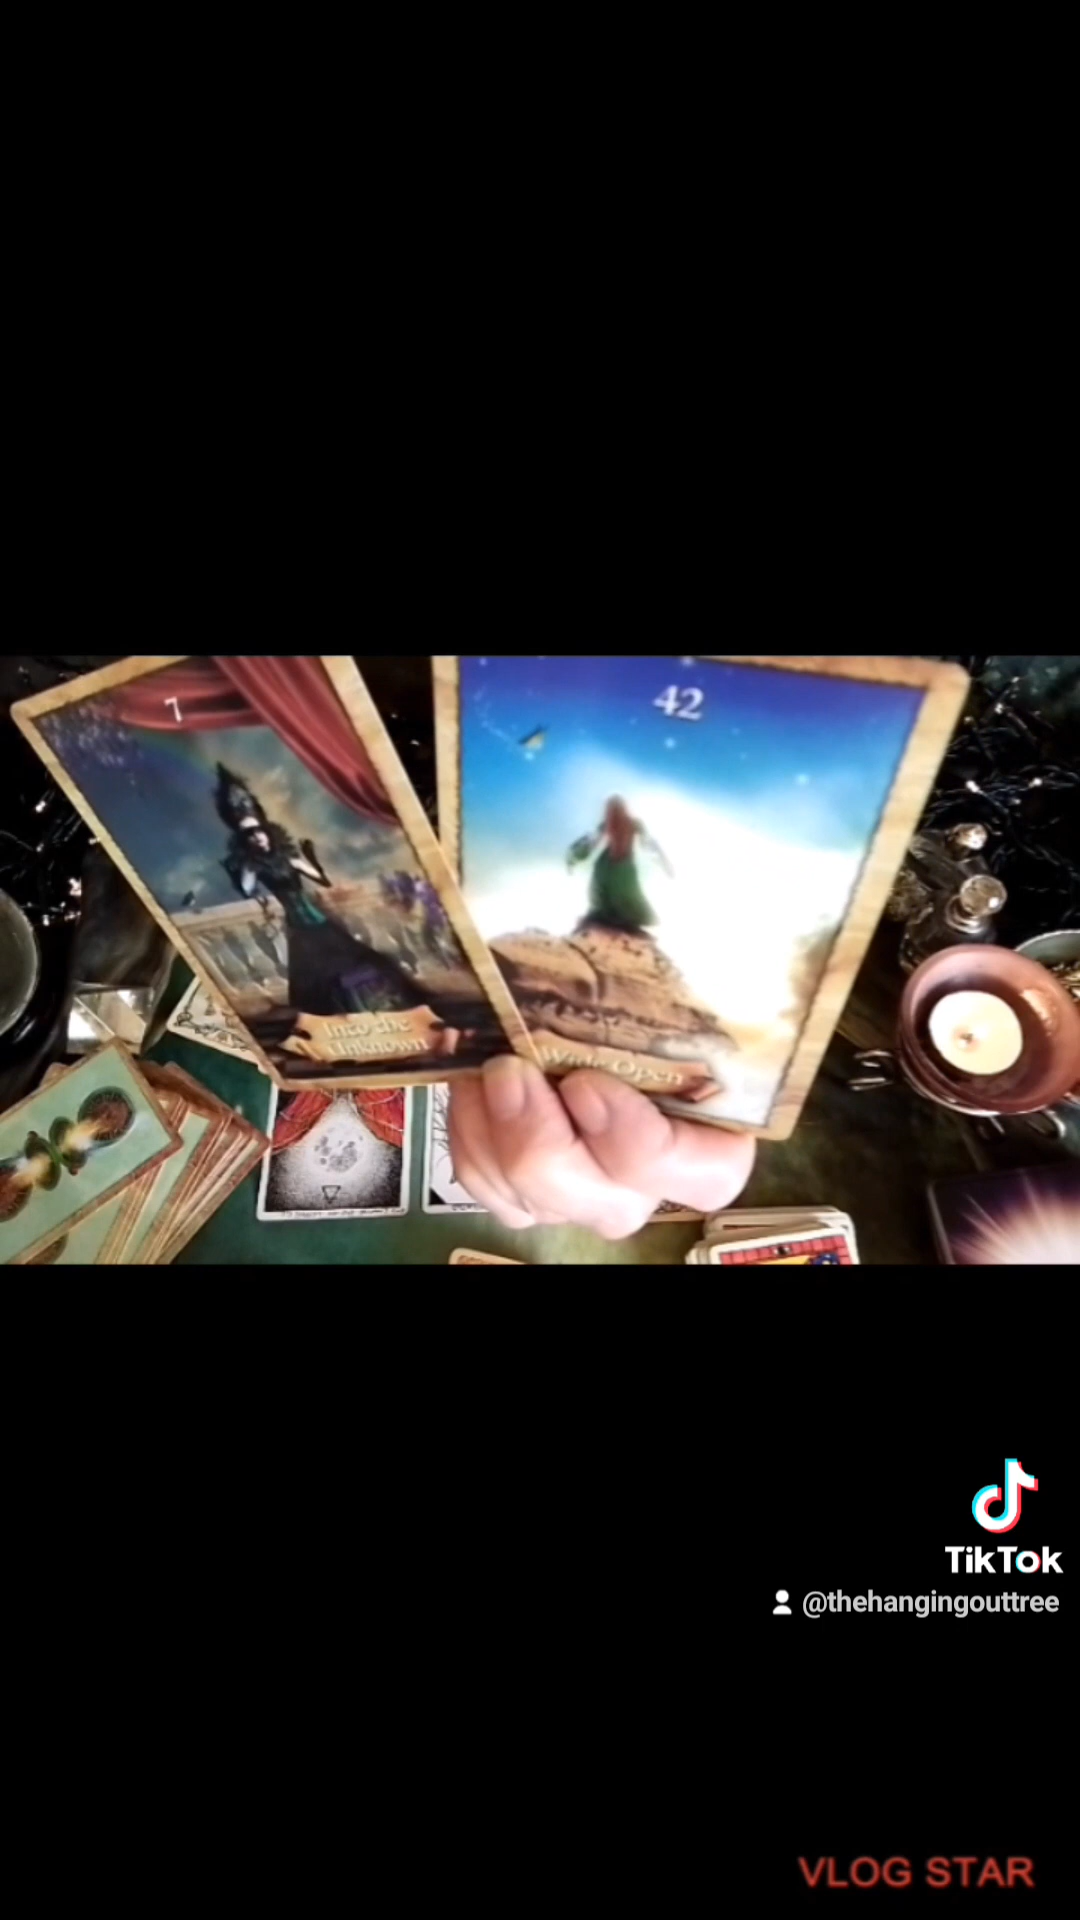 7
42
Into the
Unknown
Wide Open
TikTok
@thehangingouttree
VLOG STAR